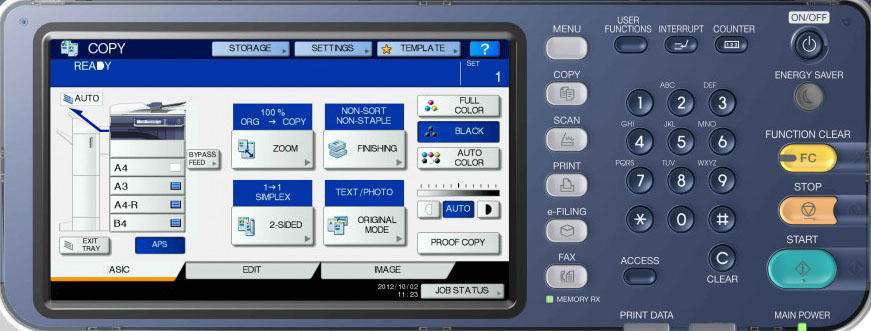 COPY
STORAGE
SETTINGS
TEMPLATE
?
READY
SET
1
AUTO
A4
A3
A4-R
B4
BYPASS
FEED
EXIT
TRAY
APS
100 %
ORG → COPY
ZOOM
NON-SORT
NON-STAPLE
FINISHING
1→1
SIMPLEX
2-SIDED
TEXT/PHOTO
ORIGINAL
MODE
FULL
COLOR
BLACK
AUTO
COLOR
AUTO
PROOF COPY
ASIC
EDIT
IMAGE
2012/10/02
11:23
JOB STATUS
MENU
COPY
SCAN
PRINT
e-FILING
FAX
MEMORY RX
USER
FUNCTIONS
INTERRUPT
COUNTER
123
ABC
DEF
1
2
3
GHI
JKL
MNO
4
5
6
PQRS
TUV
WXYZ
7
8
9
*
0
#
ACCESS
C
CLEAR
PRINT DATA
ON/OFF
ENERGY SAVER
FUNCTION CLEAR
FC
STOP
START
MAIN POWER